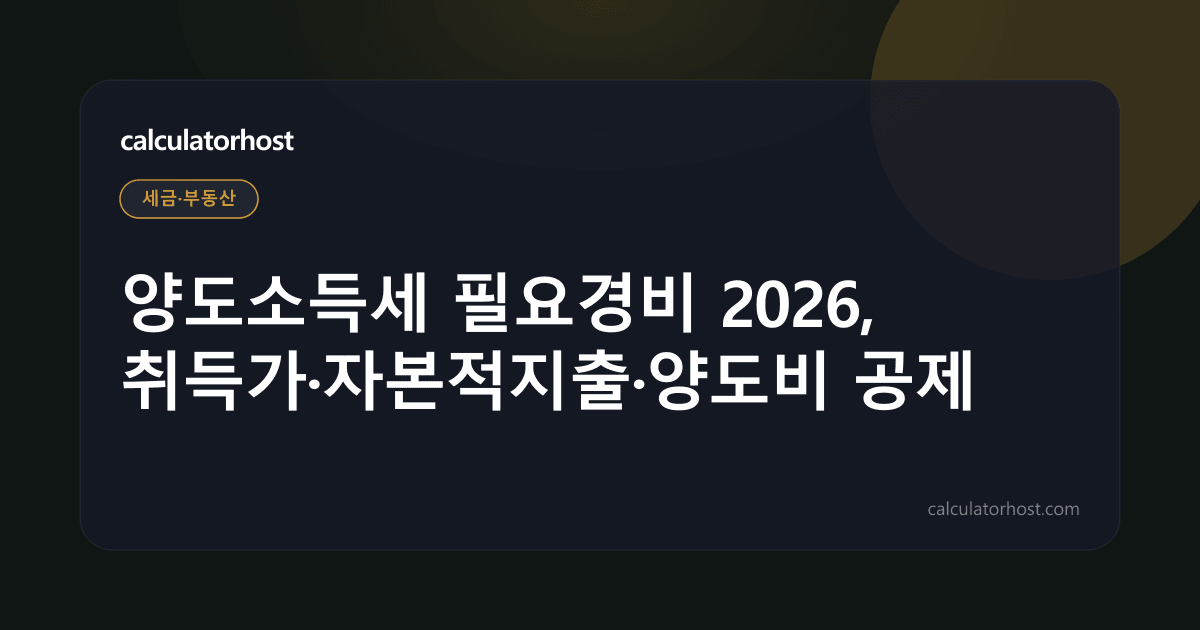 calculatorhost
세금·부동산
양도소득세 필요경비 2026,
취득가·자본적지출·양도비 공제
calculatorhost.com